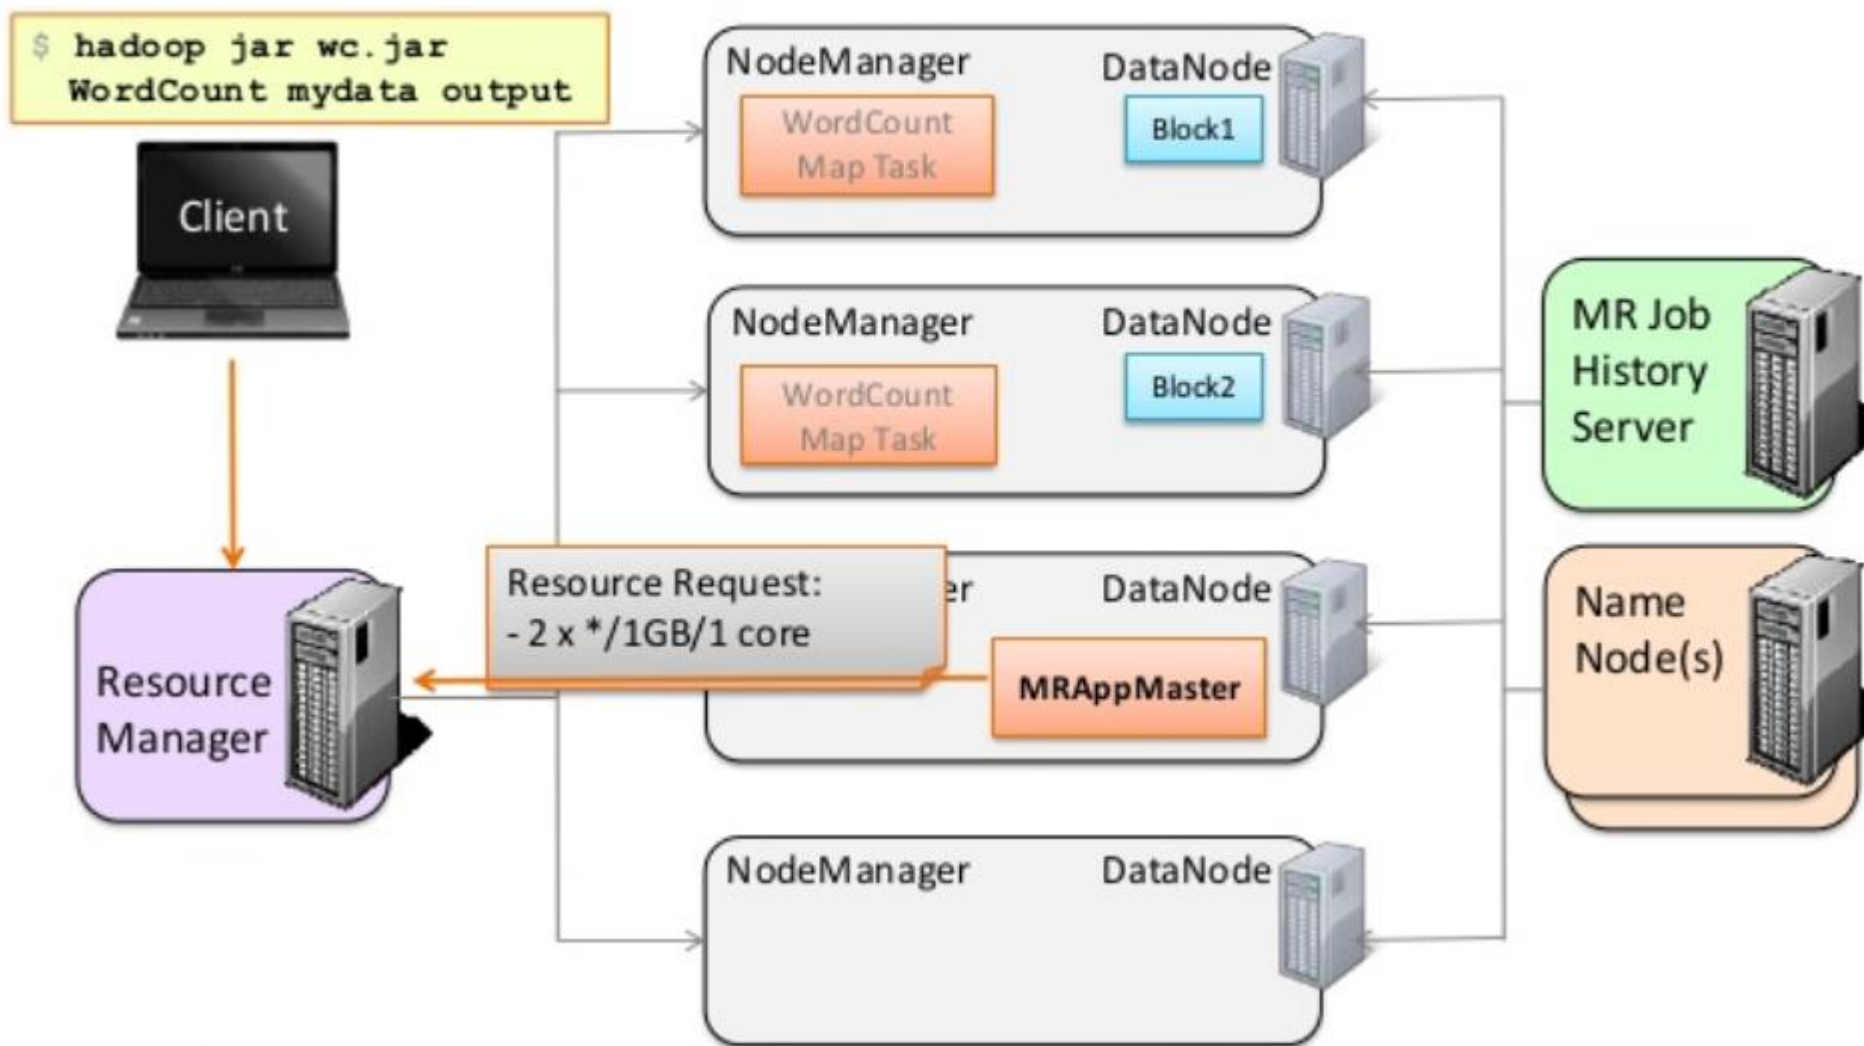 $ hadoop jar wc.jar
WordCount mydata output
Client
Resource
Manager
NodeManager
DataNode
WordCount
Map Task
Block1
NodeManager
DataNode
WordCount
Map Task
Block2
Resource Request:
- 2 x */1GB/1 core
er
DataNode
MRAppMaster
NodeManager
DataNode
MR Job
History
Server
Name
Node(s)